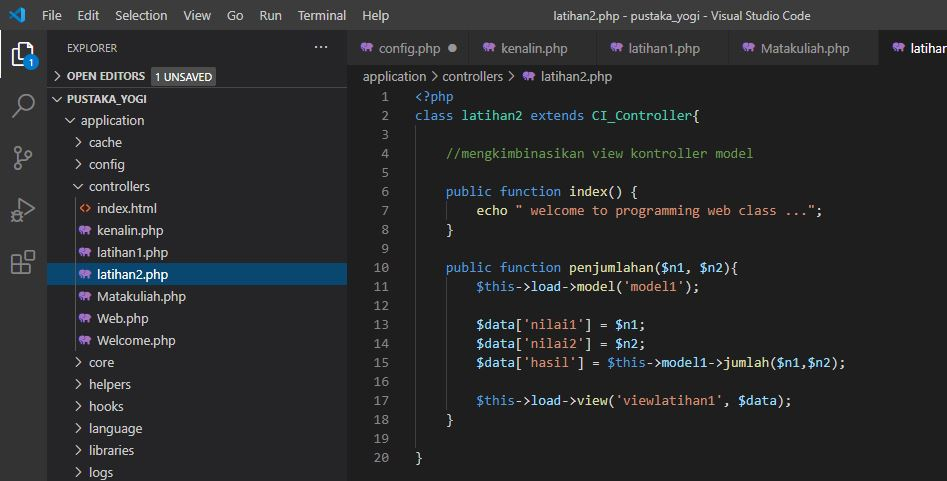 File Edit Selection View Go Run Terminal Help latihan2.php - pustaka_yogi - Visual Studio Code
EXPLORER ···
OPEN EDITORS 1 UNSAVED
PUSTAKA_YOGI
application
cache
config
controllers
index.html
kenalin.php
latihan1.php
latihan2.php
Matakuliah.php
Web.php
Welcome.php
core
helpers
hooks
language
libraries
logs
1
config.php kenalin.php latihan1.php Matakuliah.php latihar
application > controllers > latihan2.php
1 <?php
2 class latihan2 extends CI_Controller{
3
4 //mengkimbinasikan view kontroller model
5
6 public function index() {
7 echo " welcome to programming web class ...";
8 }
9
10 public function penjumlahan($n1, $n2){
11 $this->load->model('model1');
12
13 $data['nilai1'] = $n1;
14 $data['nilai2'] = $n2;
15 $data['hasil'] = $this->model1->jumlah($n1,$n2);
16
17 $this->load->view('viewlatihan1', $data);
18 }
19
20 }